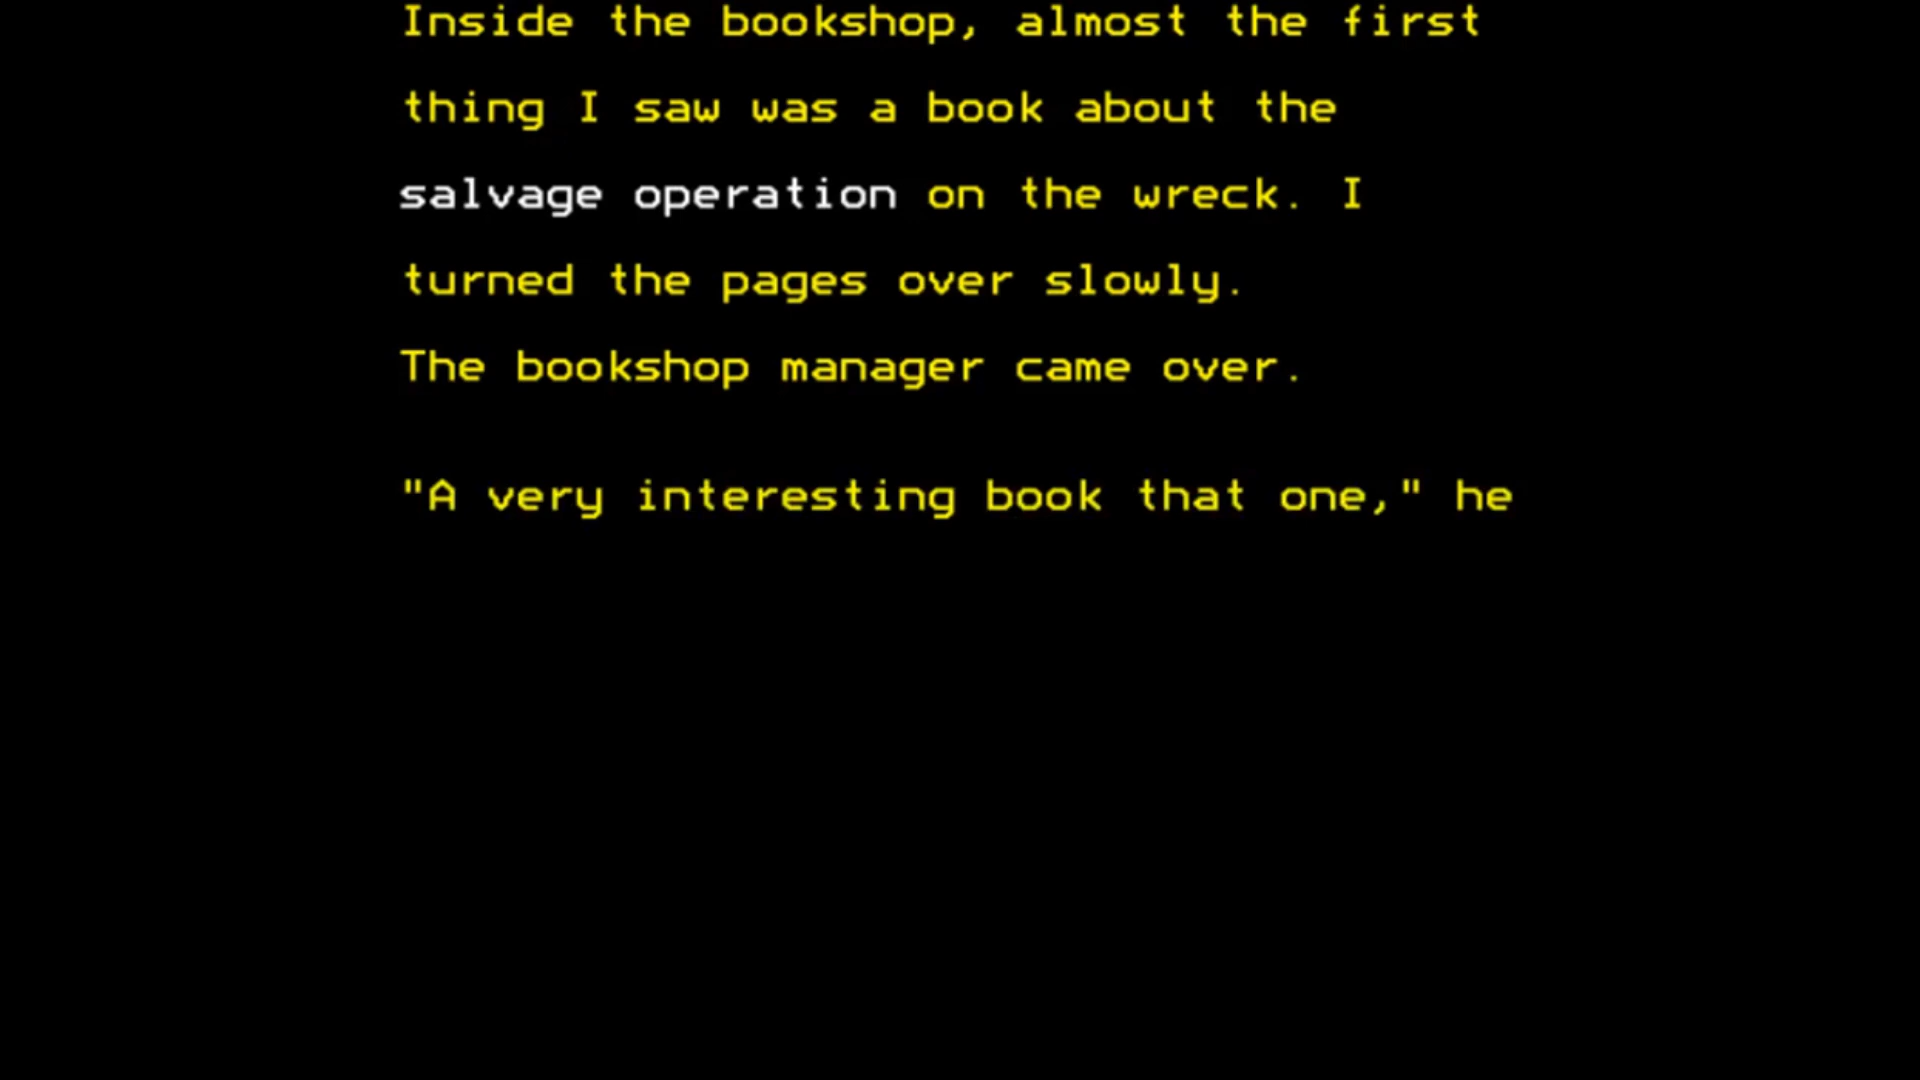 Inside the bookshop, almost the first
thing I saw was a book about the
salvage operation on the wreck. I
turned the pages over slowly.
The bookshop manager came over.
"A very interesting book that one," he